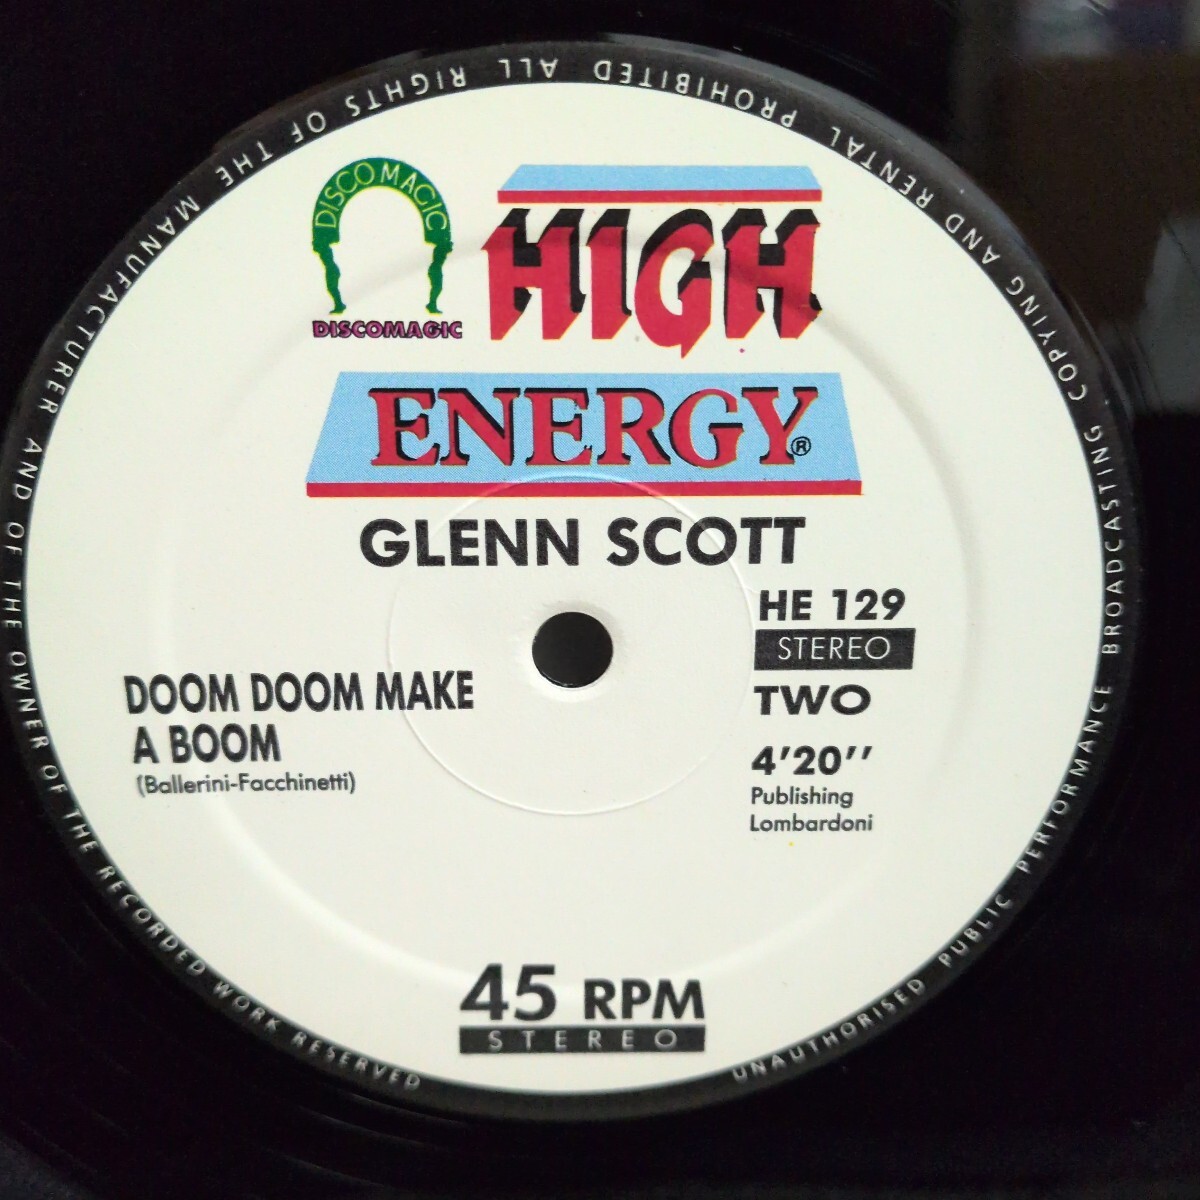 DISCOMAGIC
DISCOMAGIC
HIGH
ENERGY®
GLENN SCOTT
HE 129
STEREO
TWO
4'20''
Publishing
Lombardoni
DOOM DOOM MAKE
A BOOM
(Ballerini-Facchinetti)
45 RPM
STEREO
ALL RIGHTS OF THE MANUFACTURER AND OF THE OWNER OF THE RECORDED WORK RESERVED
UNAUTHORISED PUBLIC PERFORMANCE BROADCASTING COPYING AND RENTAL PROHIBITED